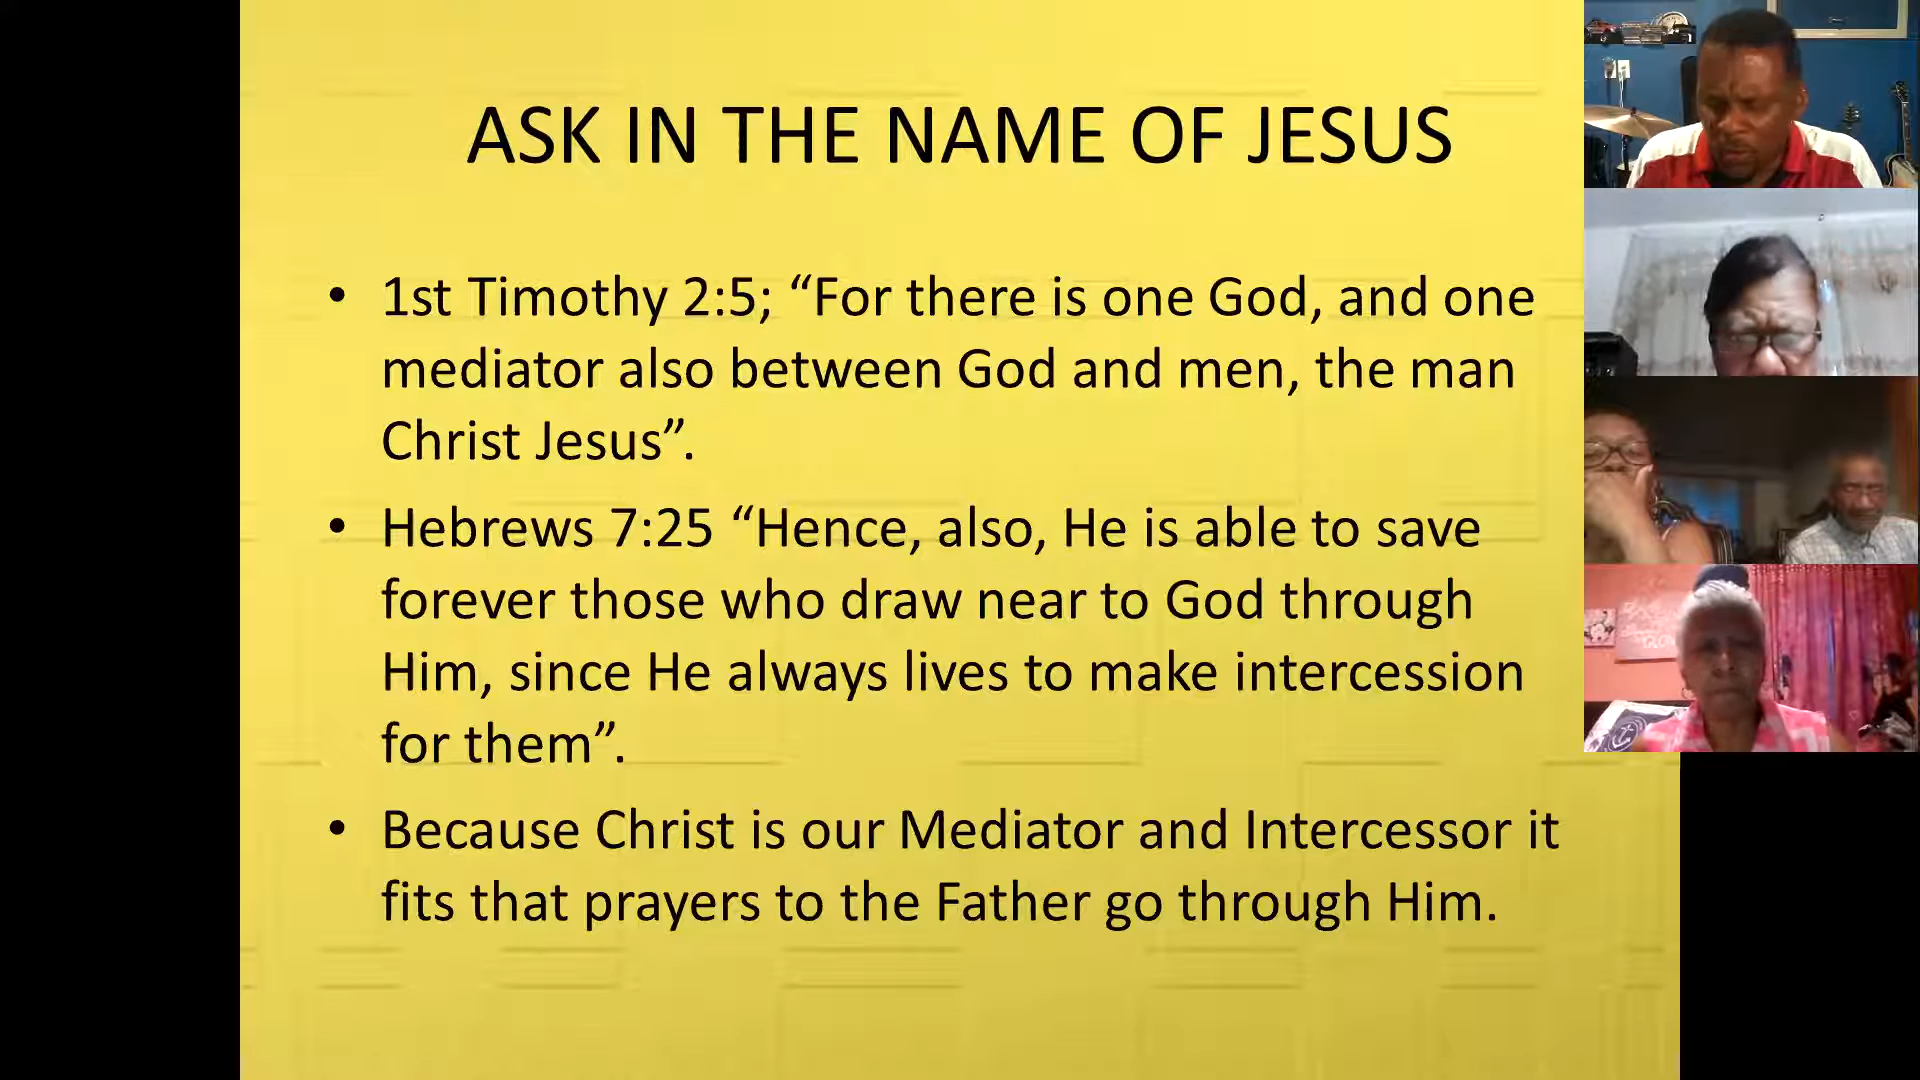 ASK IN THE NAME OF JESUS
• 1st Timothy 2:5; “For there is one God, and one
mediator also between God and men, the man
Christ Jesus”.
• Hebrews 7:25 “Hence, also, He is able to save
forever those who draw near to God through
Him, since He always lives to make intercession
for them”.
• Because Christ is our Mediator and Intercessor it
fits that prayers to the Father go through Him.